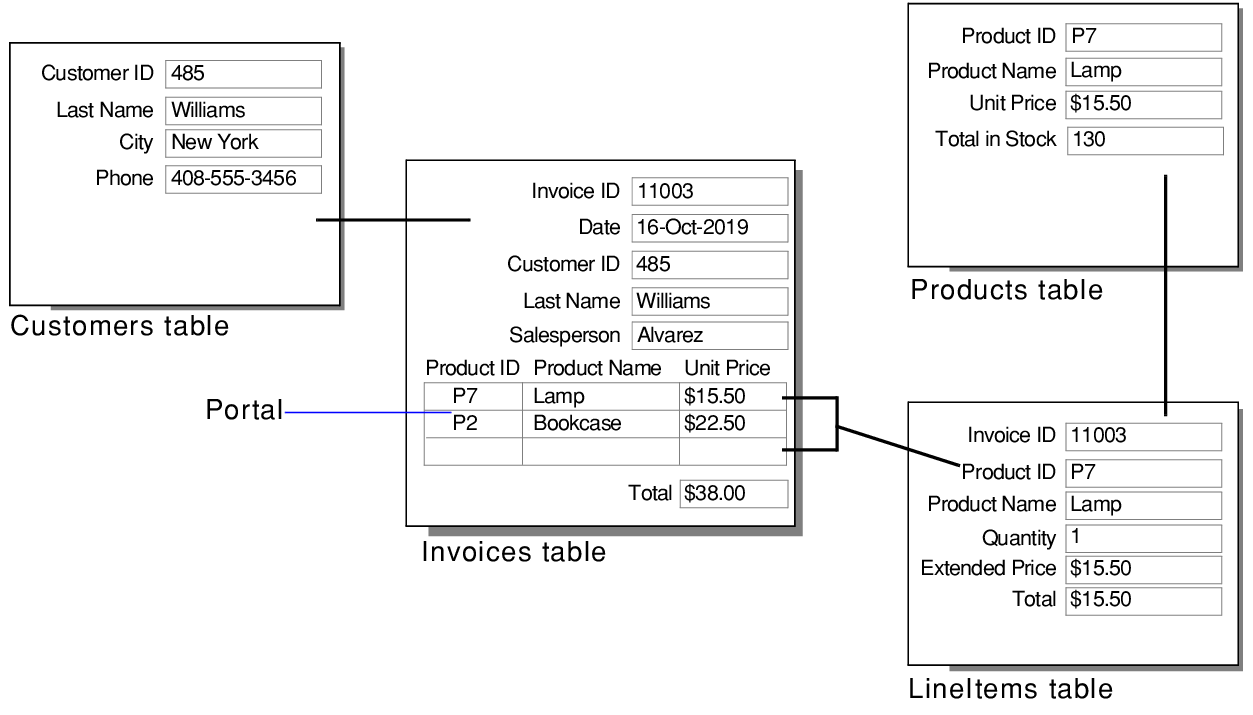 Customer ID 485
Last Name Williams
City New York
Phone 408-555-3456
Customers table
Invoice ID 11003
Date 16-Oct-2019
Customer ID 485
Last Name Williams
Salesperson Alvarez
Product ID Product Name Unit Price
P7 Lamp $15.50
P2 Bookcase $22.50
Total $38.00
Invoices table
Portal
Product ID P7
Product Name Lamp
Unit Price $15.50
Total in Stock 130
Products table
Invoice ID 11003
Product ID P7
Product Name Lamp
Quantity 1
Extended Price $15.50
Total $15.50
LineItems table